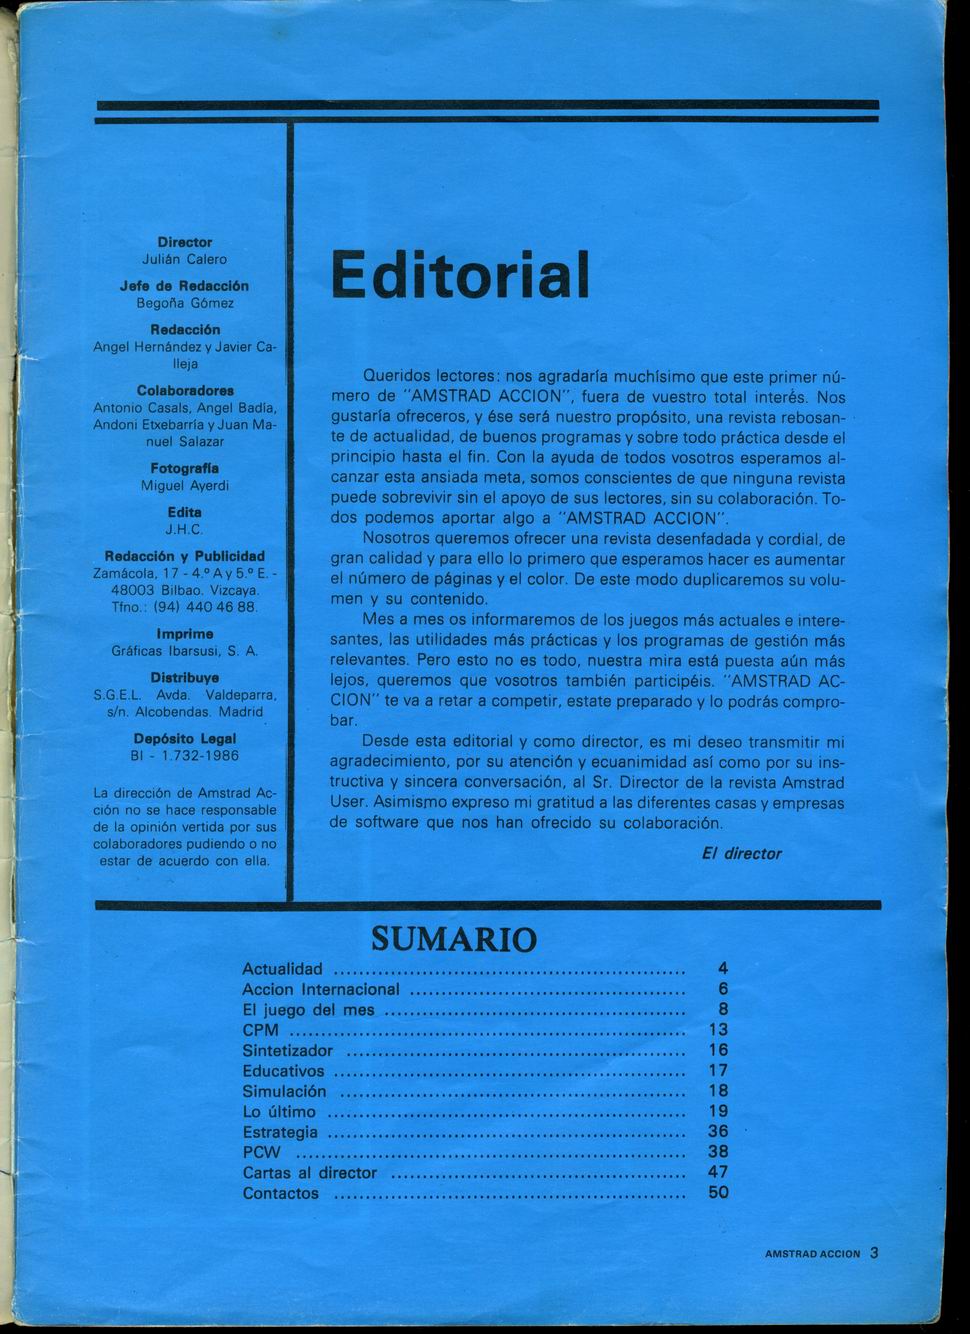 Director
Julián Calero
Jefe de Redacción
Begoña Gómez
Redacción
Angel Hernández y Javier Ca-
lleja
Colaboradores
Antonio Casals, Angel Badía,
Andoni Etxebarría y Juan Ma-
nuel Salazar
Fotografía
Miguel Ayerdi
Edita
J.H.C.
Redacción y Publicidad
Zamácola, 17 - 4.º A y 5.º E. -
48003 Bilbao. Vizcaya.
Tfno.: (94) 440 46 88.
Imprime
Gráficas Ibarsusi, S. A.
Distribuye
S.G.E.L. Avda. Valdeparra,
s/n. Alcobendas. Madrid
Depósito Legal
BI - 1.732-1986
La dirección de Amstrad Ac-
ción no se hace responsable
de la opinión vertida por sus
colaboradores pudiendo o no
estar de acuerdo con ella.
Editorial
Queridos lectores: nos agradaría muchísimo que este primer nú-
mero de "AMSTRAD ACCION", fuera de vuestro total interés. Nos
gustaría ofreceros, y ése será nuestro propósito, una revista rebosan-
te de actualidad, de buenos programas y sobre todo práctica desde el
principio hasta el fin. Con la ayuda de todos vosotros esperamos al-
canzar esta ansiada meta, somos conscientes de que ninguna revista
puede sobrevivir sin el apoyo de sus lectores, sin su colaboración. To-
dos podemos aportar algo a "AMSTRAD ACCION".
Nosotros queremos ofrecer una revista desenfadada y cordial, de
gran calidad y para ello lo primero que esperamos hacer es aumentar
el número de páginas y el color. De este modo duplicaremos su volu-
men y su contenido.
Mes a mes os informaremos de los juegos más actuales e intere-
santes, las utilidades más prácticas y los programas de gestión más
relevantes. Pero esto no es todo, nuestra mira está puesta aún más
lejos, queremos que vosotros también participéis. "AMSTRAD AC-
CION" te va a retar a competir, estate preparado y lo podrás compro-
bar.
Desde esta editorial y como director, es mi deseo transmitir mi
agradecimiento, por su atención y ecuanimidad así como por su ins-
tructiva y sincera conversación, al Sr. Director de la revista Amstrad
User. Asimismo expreso mi gratitud a las diferentes casas y empresas
de software que nos han ofrecido su colaboración.
El director
SUMARIO
Actualidad ........................................................ 4
Accion Internacional ............................................ 6
El juego del mes ................................................ 8
CPM ............................................................... 13
Sintetizador ...................................................... 16
Educativos ........................................................ 17
Simulación ....................................................... 18
Lo último ......................................................... 19
Estrategia ......................................................... 36
PCW .............................................................. 38
Cartas al director ............................................... 47
Contactos ........................................................ 50
AMSTRAD ACCION 3